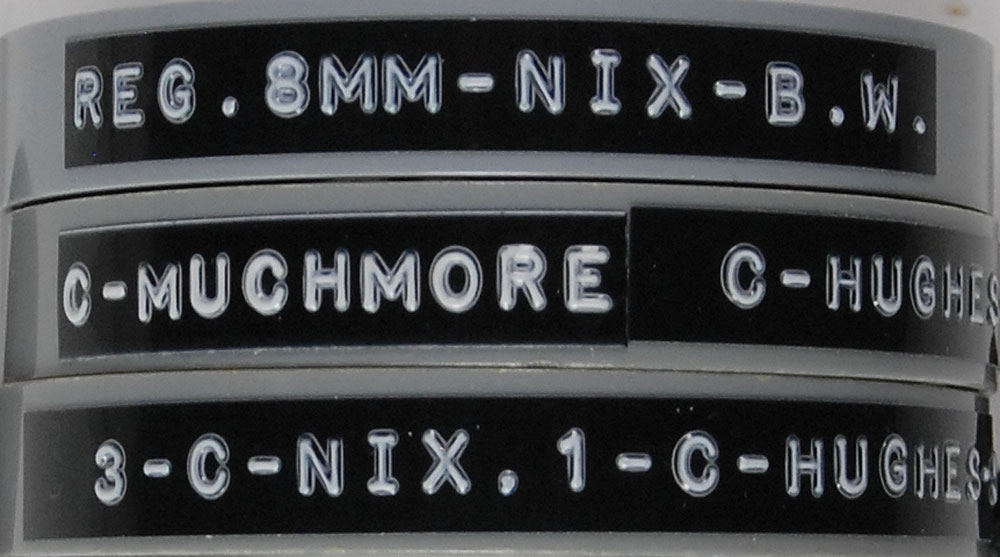 REG.8MM-NIX-B.W.
C-MUCHMORE C-HUGHES
3-C-NIX.1-C-HUGHES-